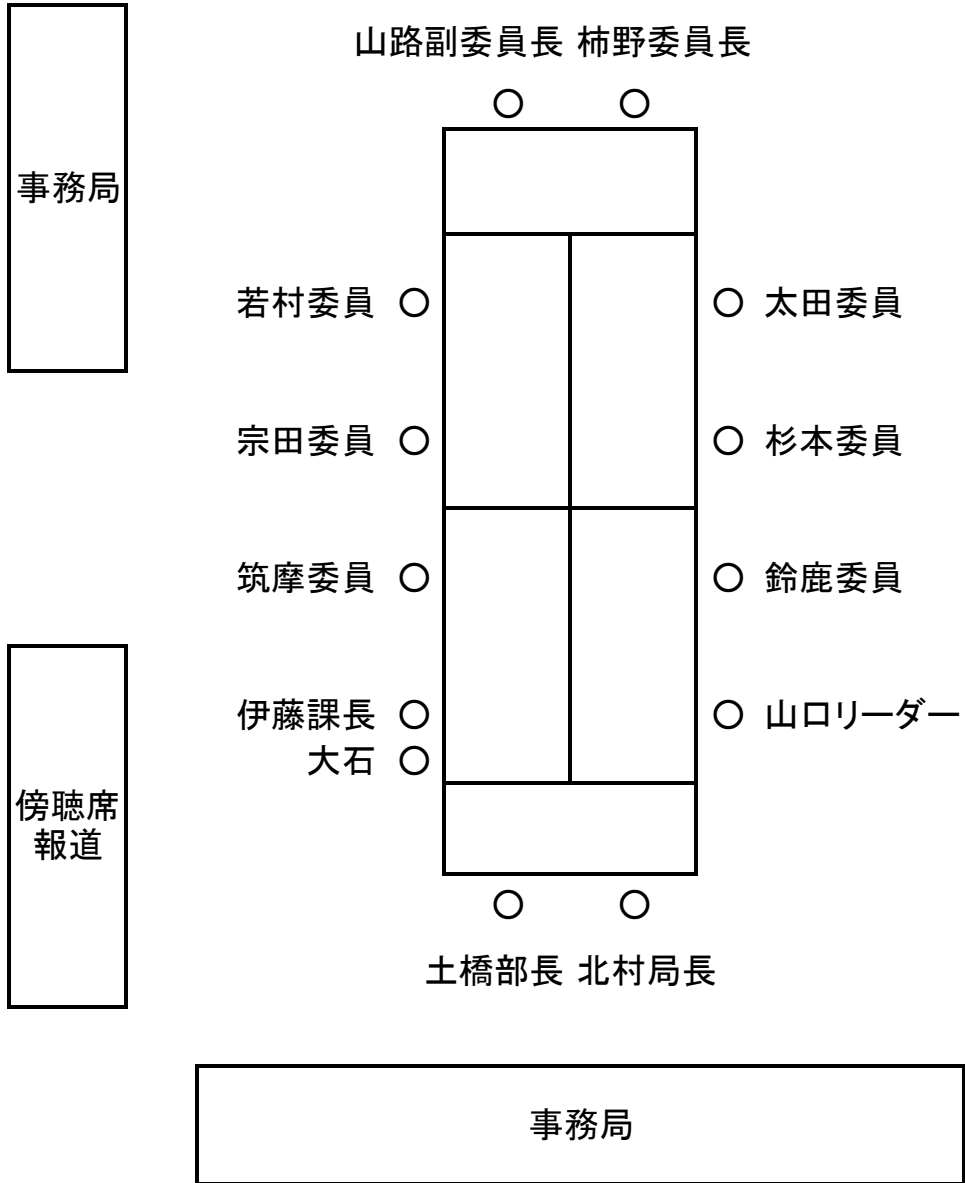 山路副委員長 柿野委員長
事務局
若村委員 ○ ○ 太田委員
宗田委員 ○ ○ 杉本委員
筑摩委員 ○ ○ 鈴鹿委員
伊藤課長 ○ ○ 山口リーダー
大石 ○
傍聴席
報道
土橋部長 北村局長
事務局